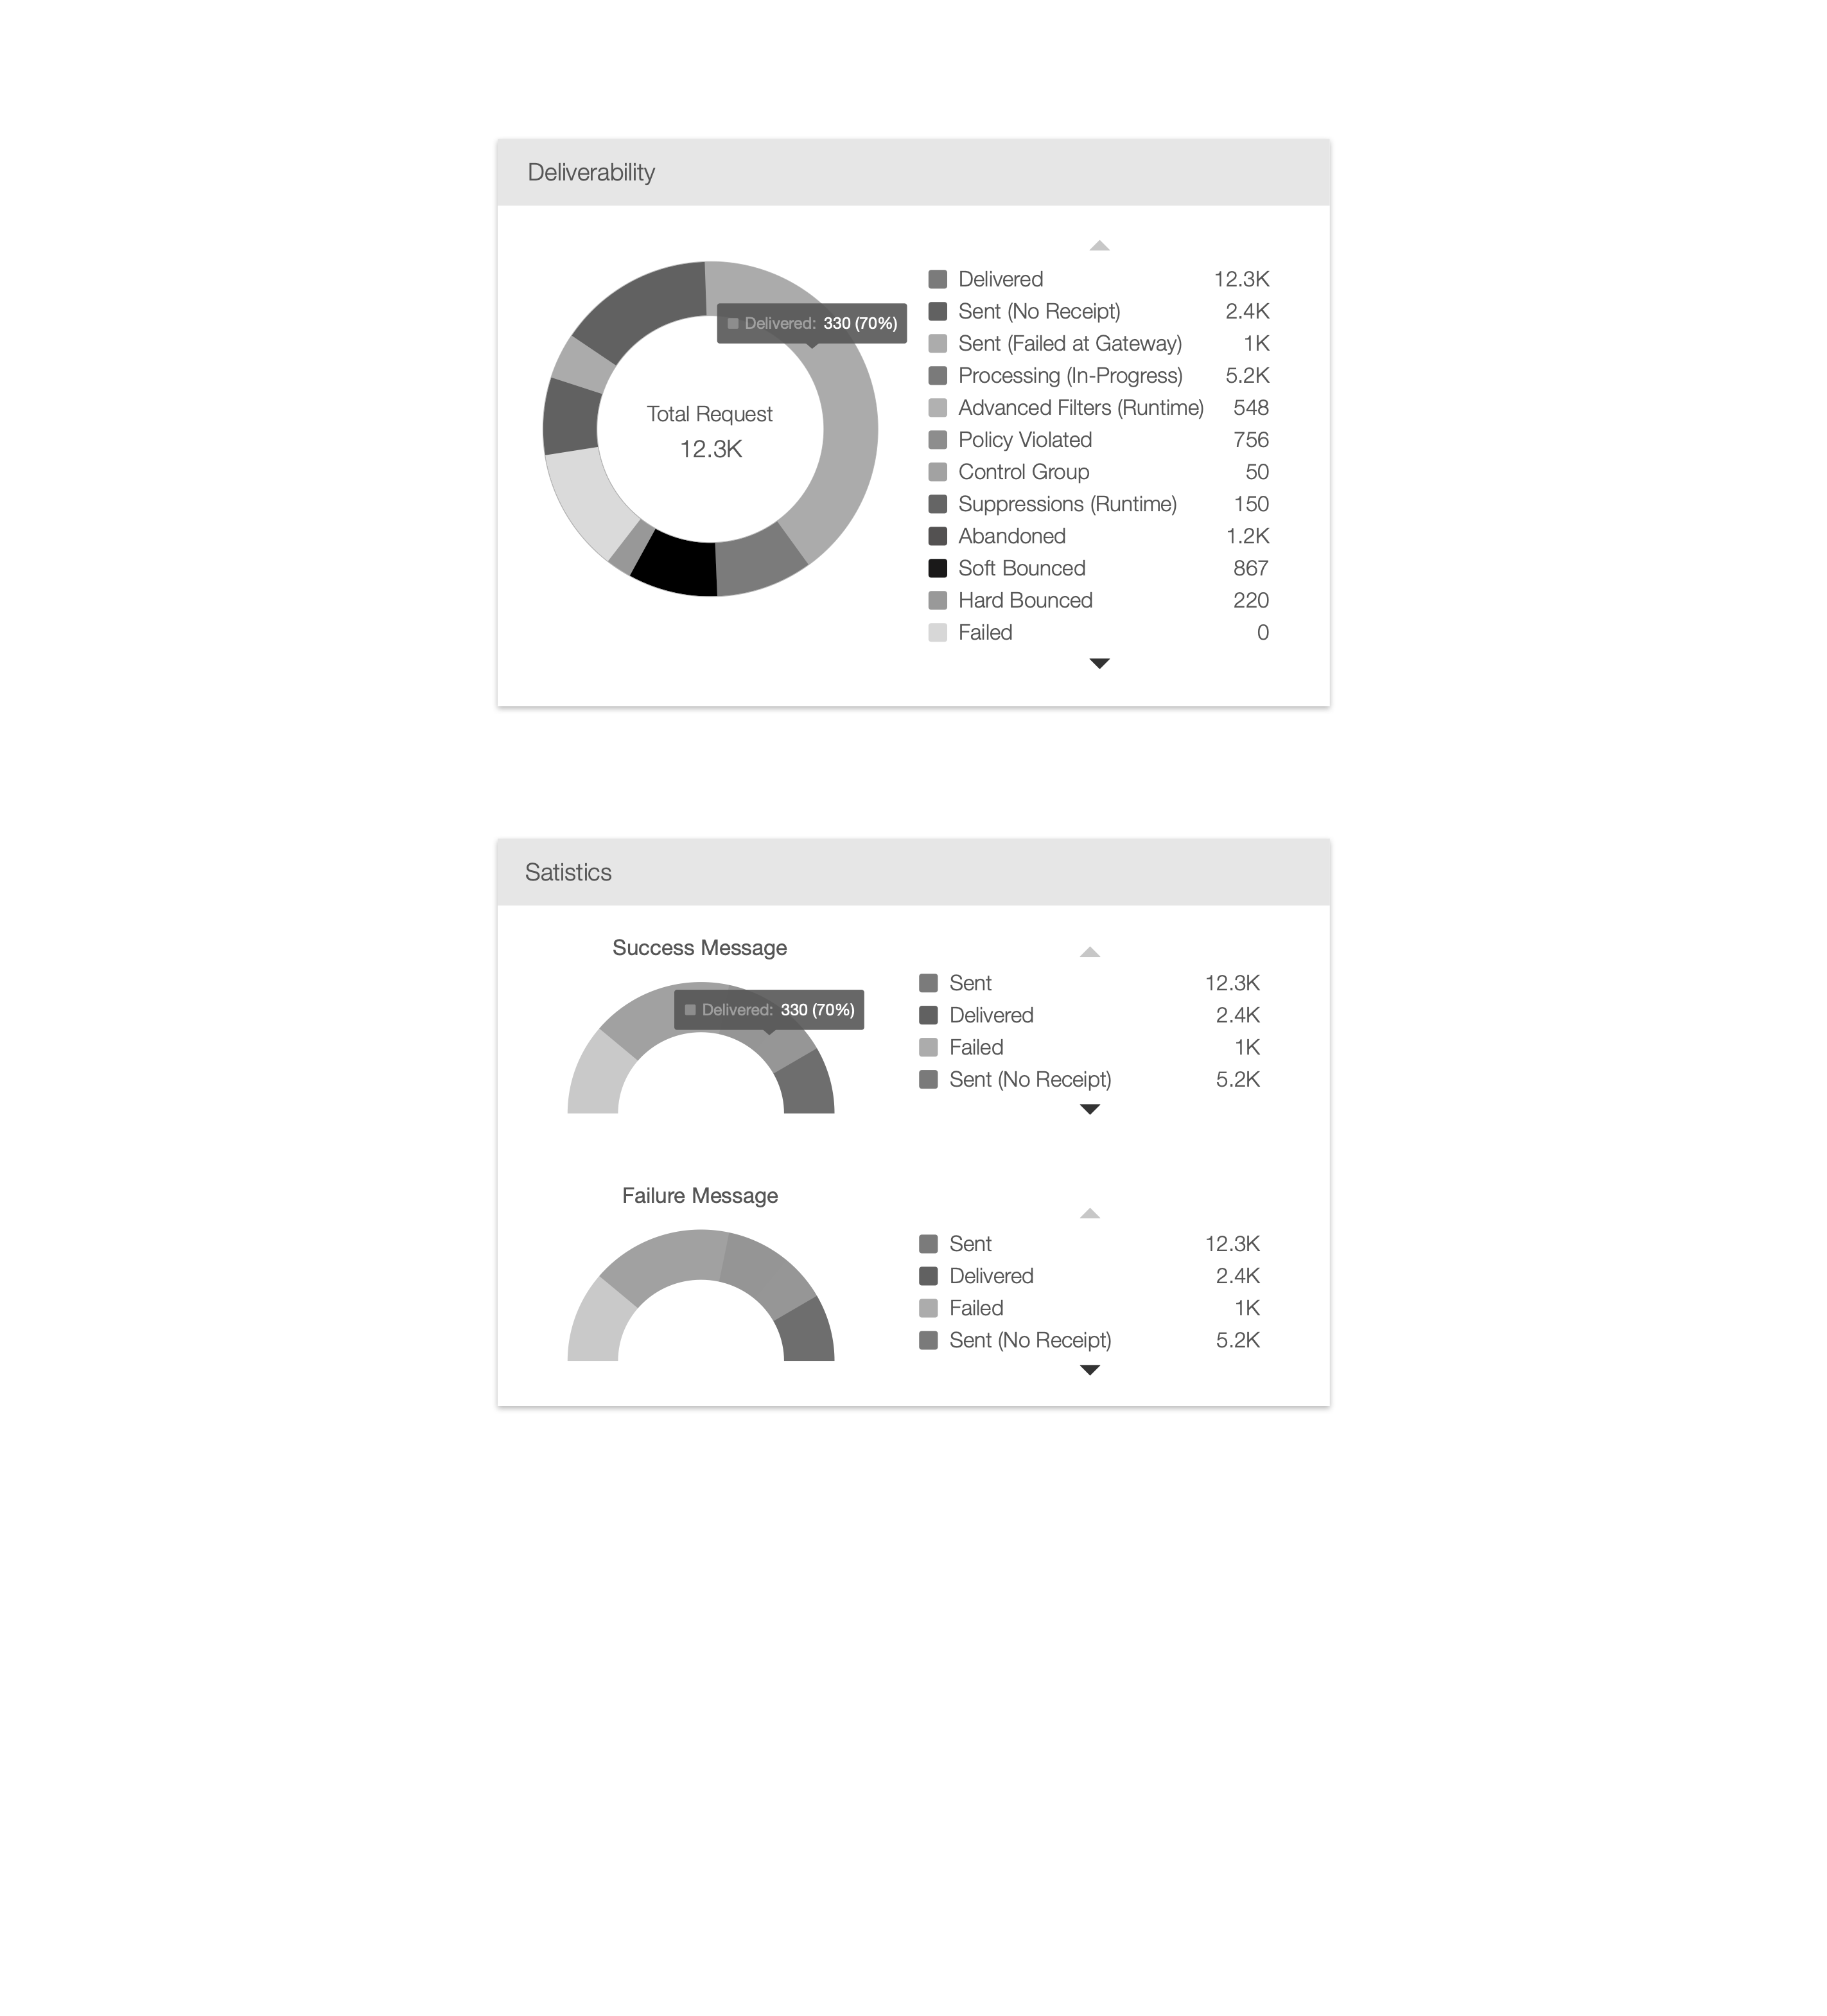 Deliverability
Delivered: 330 (70%)
Total Request
12.3K
Delivered 12.3K
Sent (No Receipt) 2.4K
Sent (Failed at Gateway) 1K
Processing (In-Progress) 5.2K
Advanced Filters (Runtime) 548
Policy Violated 756
Control Group 50
Suppressions (Runtime) 150
Abandoned 1.2K
Soft Bounced 867
Hard Bounced 220
Failed 0
Satistics
Success Message
Delivered: 330 (70%)
Sent 12.3K
Delivered 2.4K
Failed 1K
Sent (No Receipt) 5.2K
Failure Message
Sent 12.3K
Delivered 2.4K
Failed 1K
Sent (No Receipt) 5.2K